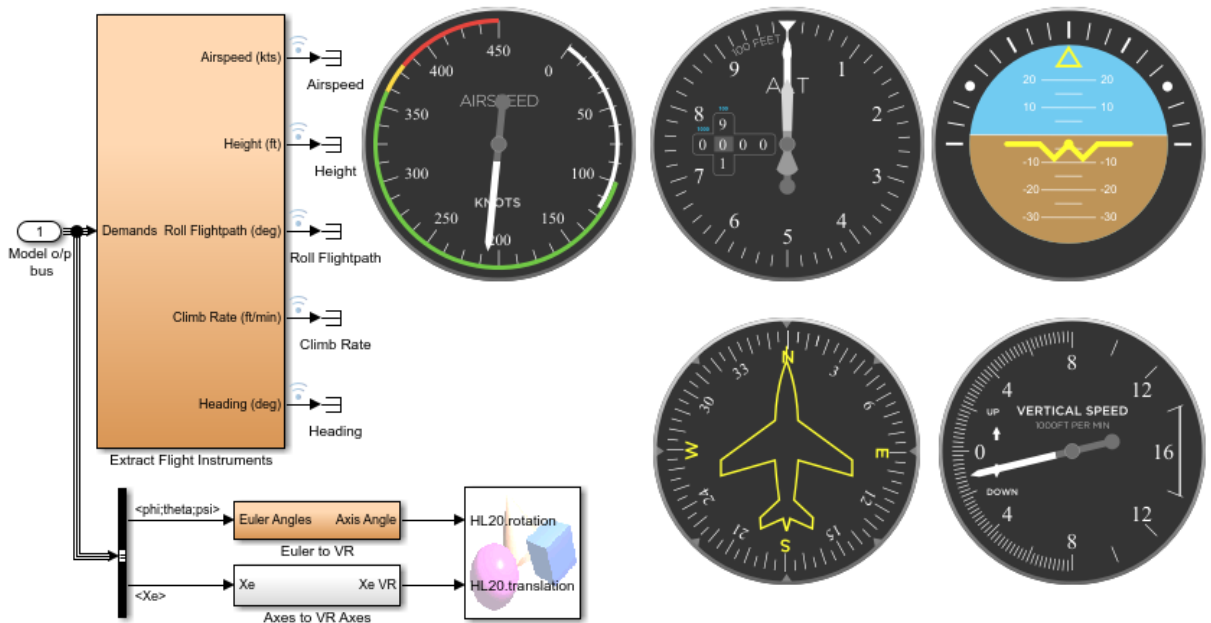 Airspeed (kts)
Airspeed
Height (ft)
Height
1
Model o/p
bus
Demands
Roll Flightpath (deg)
Roll Flightpath
Climb Rate (ft/min)
Climb Rate
Heading (deg)
Heading
Extract Flight Instruments
<phi;theta;psi>
Euler Angles
Axis Angle
Euler to VR
HL20.rotation
<Xe>
Xe
Xe VR
Axes to VR Axes
HL20.translation
450
400
0
AIRSPEED
350
50
300
100
KNOTS
250
150
200
100 FEET
9
1
ALT
8
2
9
0 0 0 0
1
7
3
6
4
5
20
20
10
10
-10
-10
-20
-20
-30
-30
N
33
3
30
6
W
E
24
12
21
15
S
8
4
12
UP
VERTICAL SPEED
1000FT PER MIN
0
16
DOWN
4
12
8